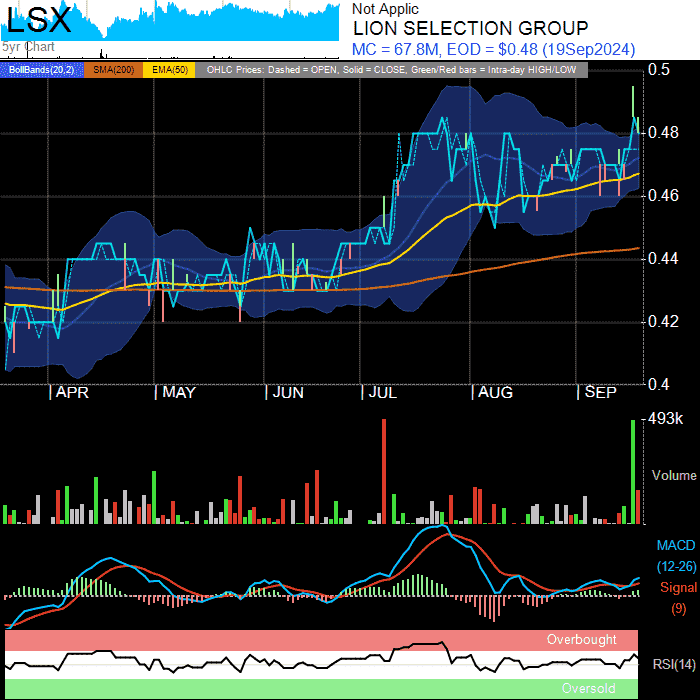 LSX
5yr Chart
Not Applic
LION SELECTION GROUP
MC = 67.8M, EOD = $0.48 (19Sep2024)
BollBands(20,2) SMA(200) EMA(50) OHLC Prices: Dashed = OPEN, Solid = CLOSE, Green/Red bars = Intra-day HIGH/LOW
0.5
0.48
0.46
0.44
0.42
0.4
APR MAY JUN JUL AUG SEP
493k
Volume
MACD
(12-26)
Signal
(9)
Overbought
RSI(14)
Oversold